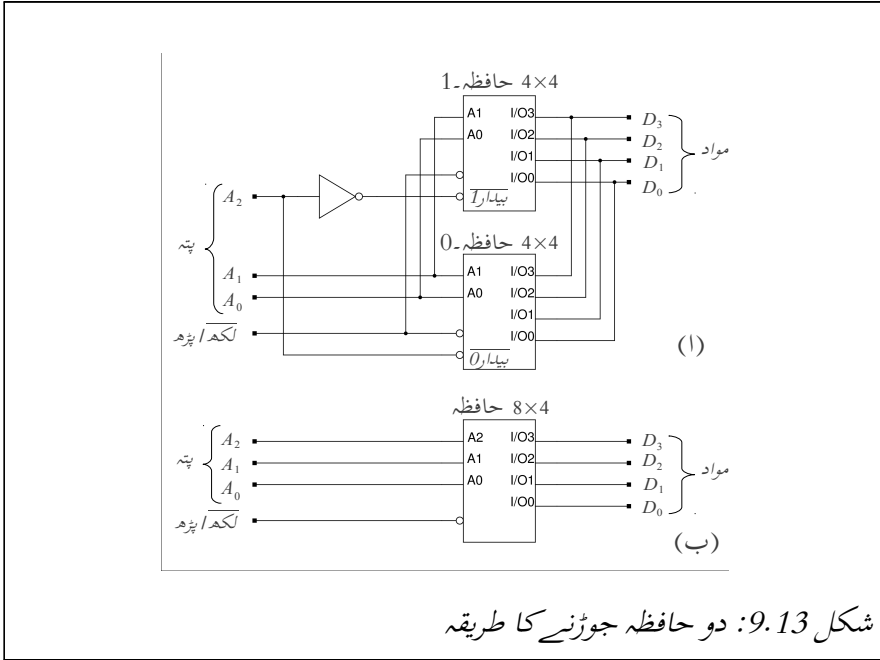 4×4 حافظہ۔1
A1 I/O3 D3
A0 I/O2 D2
I/O1 D1
I/O0 D0
مواد
بیدار1
A2
پتہ
4×4 حافظہ۔0
A1 A1 I/O3
A0 A0 I/O2
I/O1
پڑھ/لکھ I/O0
بیدار0
(ا)
8×4 حافظہ
A2 A2 I/O3 D3
پتہ A1 A1 I/O2 D2 مواد
A0 A0 I/O1 D1
I/O0 D0
پڑھ/لکھ
(ب)
شکل 9.13: دو حافظہ جوڑنے کا طریقہ